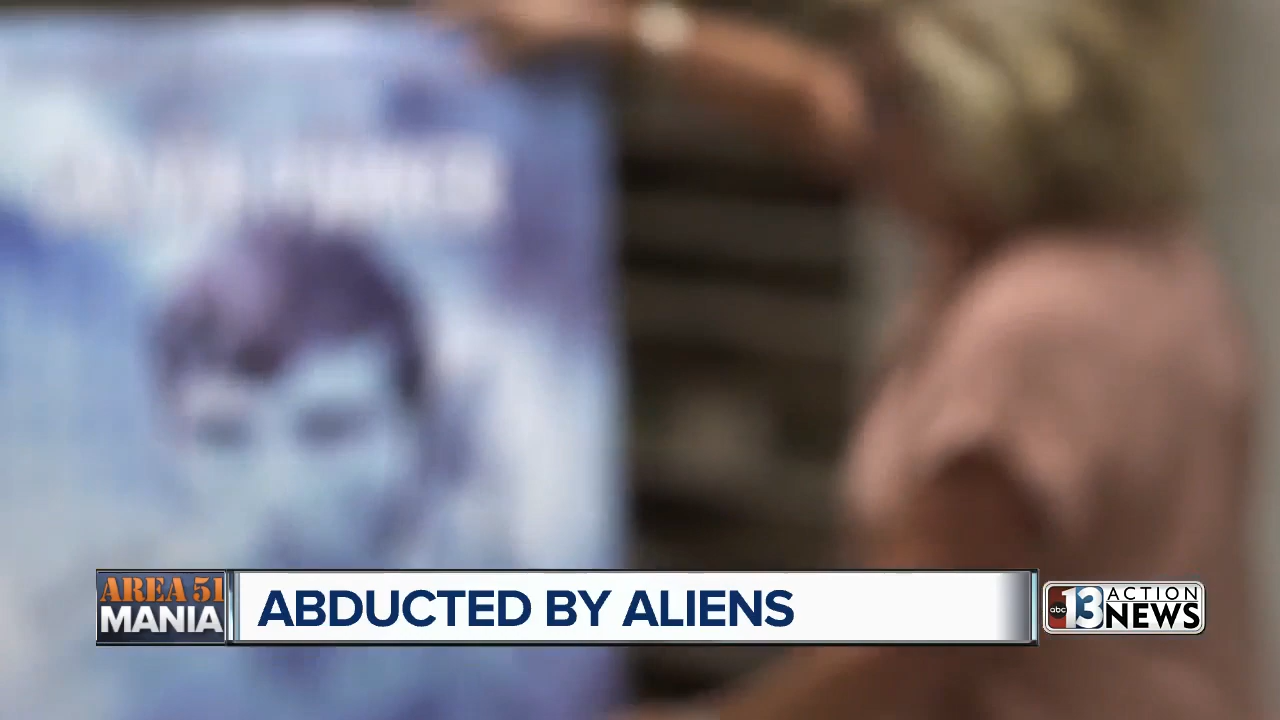 AREA 51
MANIA
ABDUCTED BY ALIENS
abc 13 ACTION
NEWS